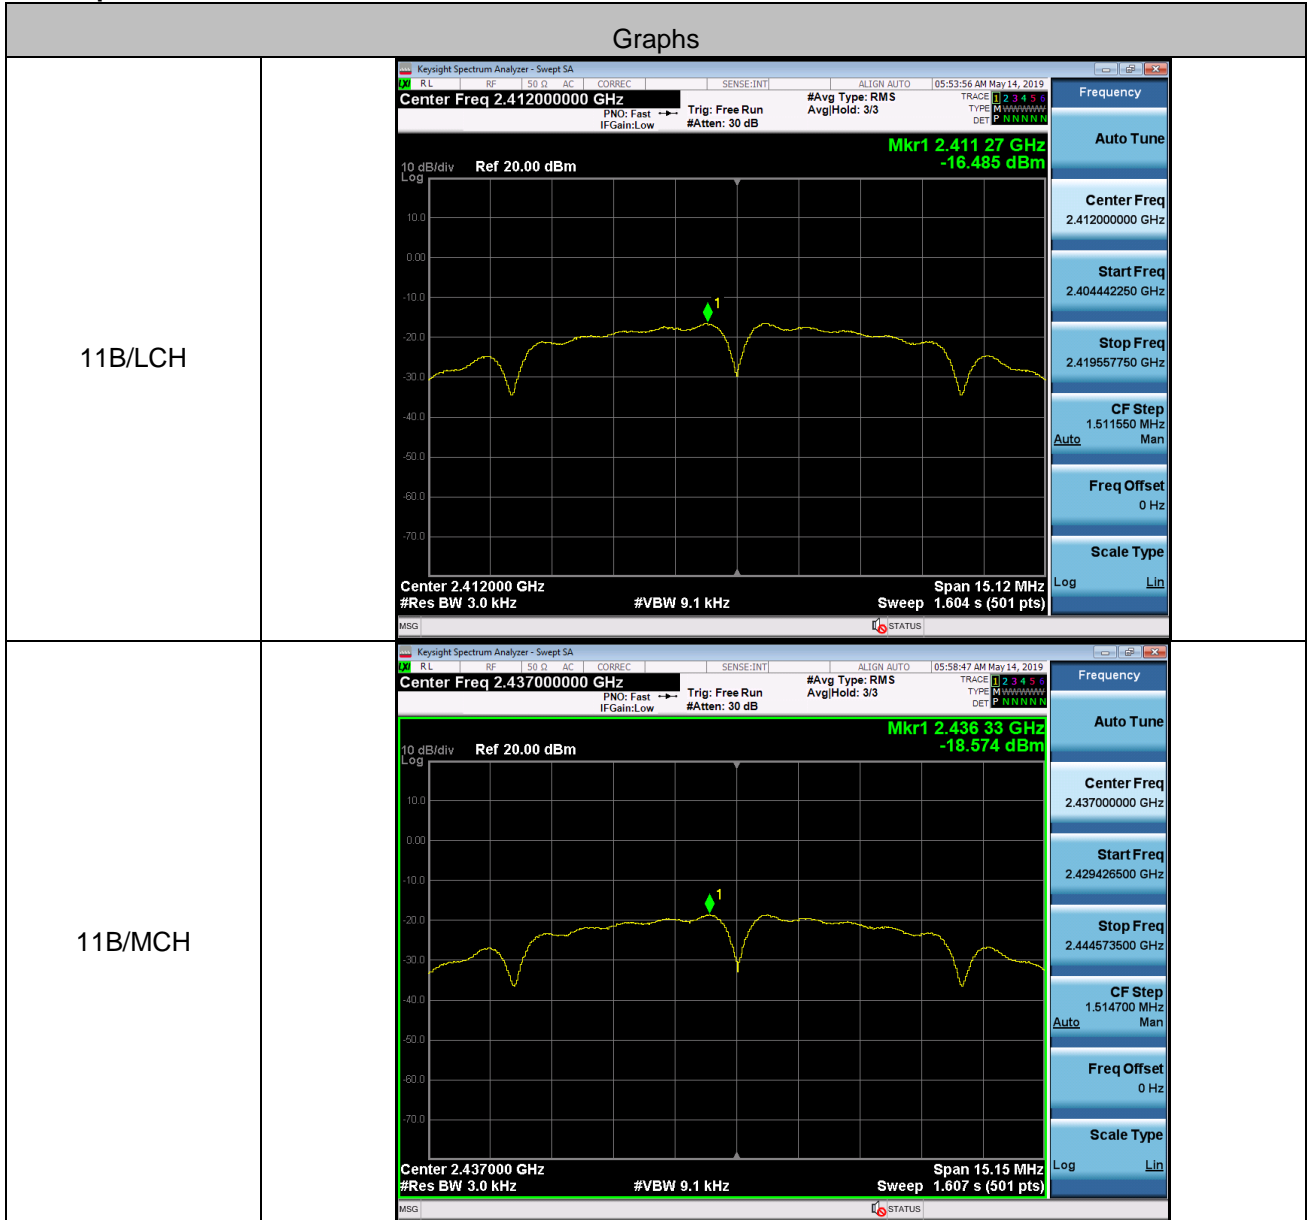 Graphs
11B/LCH
Keysight Spectrum Analyzer - Swept SA
LXI RL RF 50 Ω AC CORREC SENSE:INT ALIGN AUTO 05:53:56 AM May 14, 2019
Center Freq 2.412000000 GHz
PNO: Fast
IFGain:Low
Trig: Free Run
#Atten: 30 dB
#Avg Type: RMS
Avg|Hold: 3/3
TRACE 1 2 3 4 5 6
TYPE M WWWWW
DET P N N N N N
Mkr1 2.411 27 GHz
-16.485 dBm
10 dB/div Ref 20.00 dBm
Log
10.0
0.00
-10.0
-20.0
-30.0
-40.0
-50.0
-60.0
-70.0
1
Center 2.412000 GHz Span 15.12 MHz
#Res BW 3.0 kHz #VBW 9.1 kHz Sweep 1.604 s (501 pts)
MSG STATUS
Frequency
Auto Tune
Center Freq
2.412000000 GHz
Start Freq
2.404442250 GHz
Stop Freq
2.419557750 GHz
CF Step
1.511550 MHz
Auto Man
Freq Offset
0 Hz
Scale Type
Log Lin
11B/MCH
Keysight Spectrum Analyzer - Swept SA
LXI RL RF 50 Ω AC CORREC SENSE:INT ALIGN AUTO 05:58:47 AM May 14, 2019
Center Freq 2.437000000 GHz
PNO: Fast
IFGain:Low
Trig: Free Run
#Atten: 30 dB
#Avg Type: RMS
Avg|Hold: 3/3
TRACE 1 2 3 4 5 6
TYPE M WWWWW
DET P N N N N N
Mkr1 2.436 33 GHz
-18.574 dBm
10 dB/div Ref 20.00 dBm
Log
10.0
0.00
-10.0
-20.0
-30.0
-40.0
-50.0
-60.0
-70.0
1
Center 2.437000 GHz Span 15.15 MHz
#Res BW 3.0 kHz #VBW 9.1 kHz Sweep 1.607 s (501 pts)
MSG STATUS
Frequency
Auto Tune
Center Freq
2.437000000 GHz
Start Freq
2.429426500 GHz
Stop Freq
2.444573500 GHz
CF Step
1.514700 MHz
Auto Man
Freq Offset
0 Hz
Scale Type
Log Lin